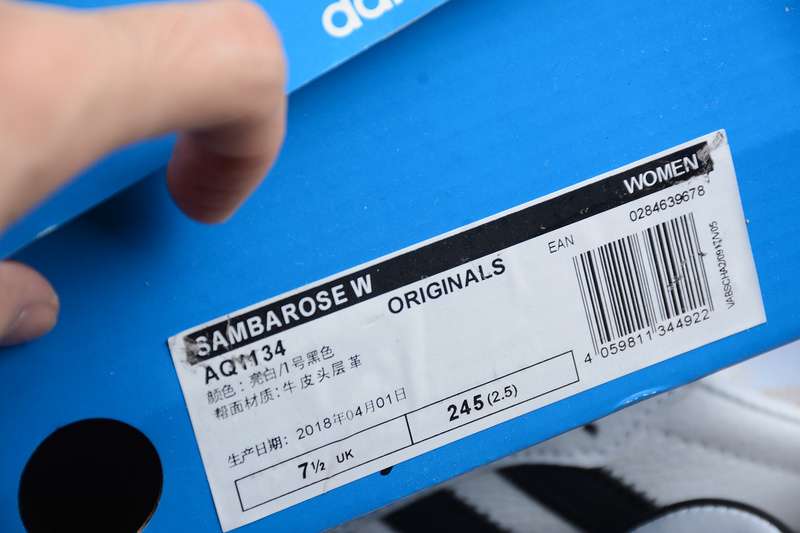 adi
SAMBAROSE W WOMEN
AQ1134 ORIGINALS EAN 0284639678
颜色：亮白/1号黑色
帮面材质：牛皮头层革
4 059811 344922
生产日期：2018年04月01日
7½ UK 245 (2.5)